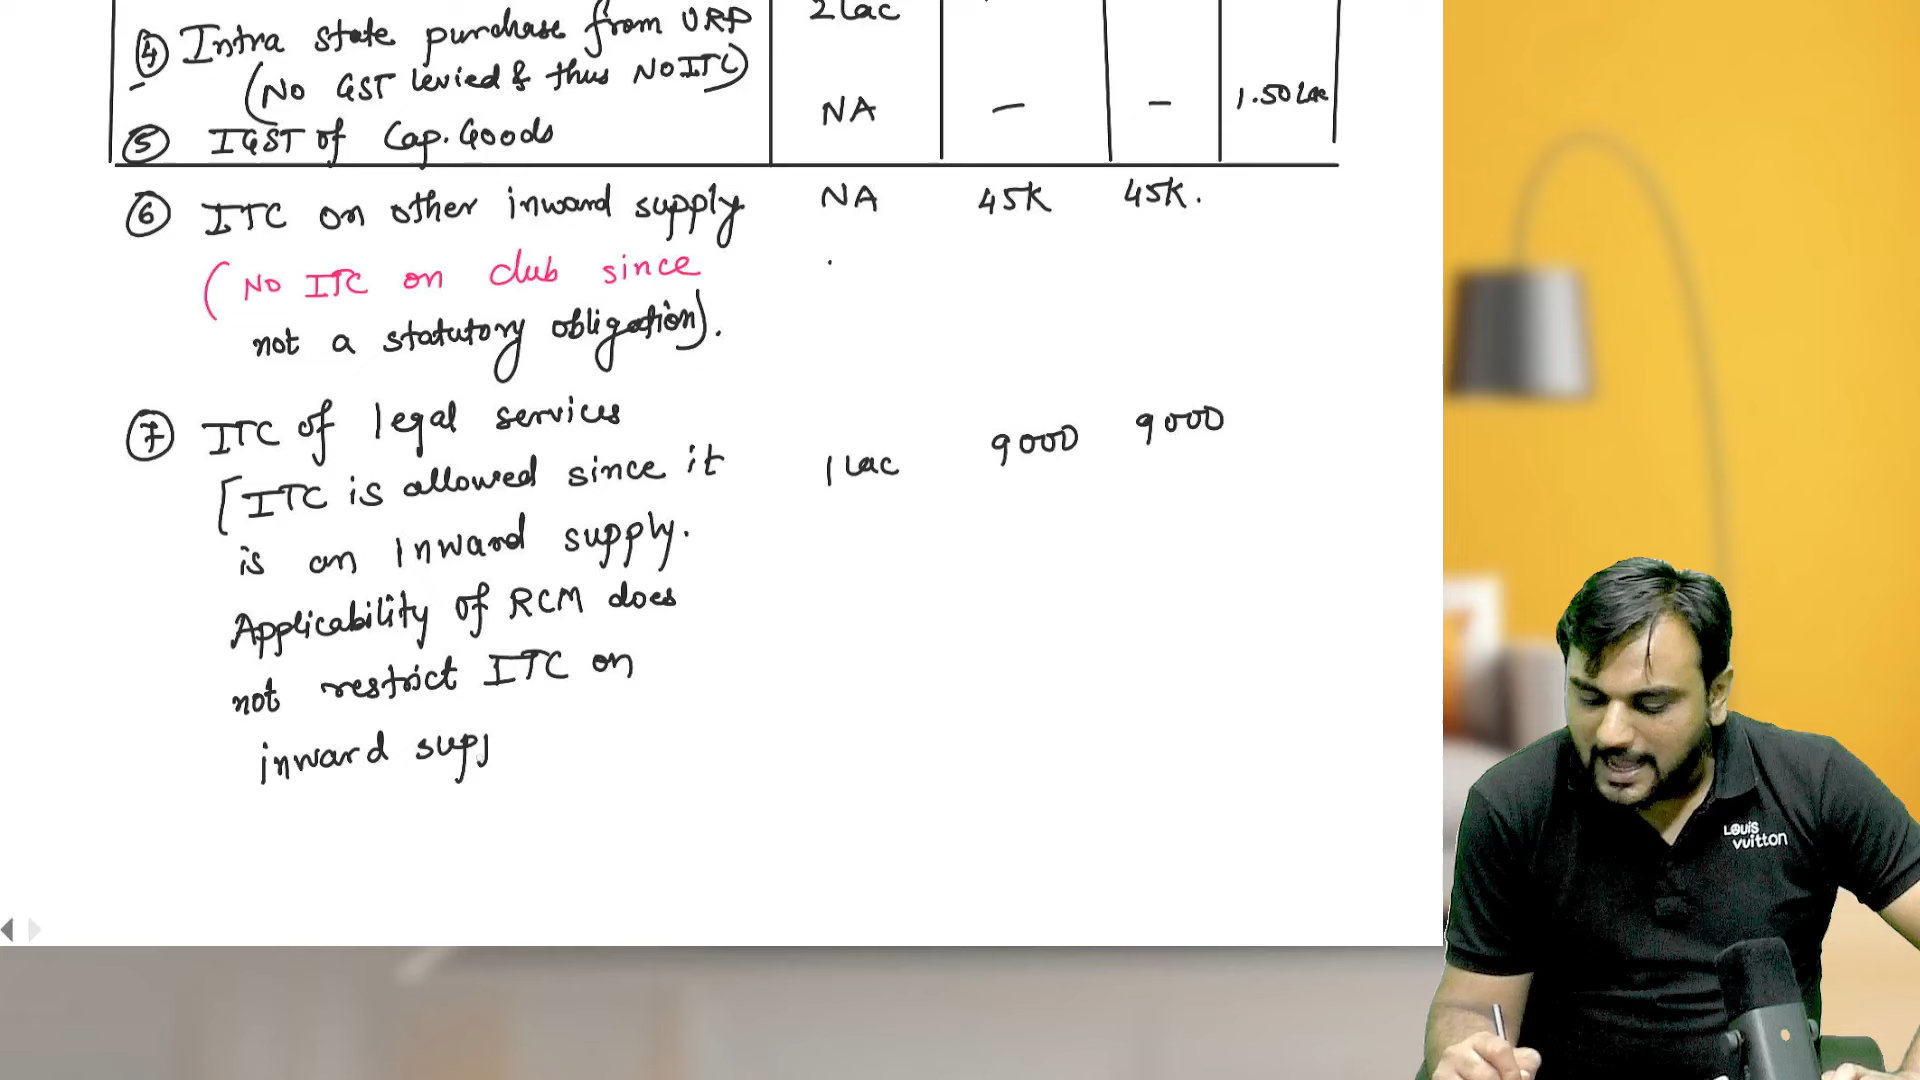 2 Lac
④ Intra state purchase from URP
(No GST levied & thus NO ITC)
⑤ IGST of Cap. Goods NA — — 1.50 Lac
⑥ ITC on other inward supply NA 45K 45K.
(No ITC on club since
not a statutory obligation).
⑦ ITC of legal services
[ITC is allowed since it 1 Lac 9000 9000
is an Inward supply.
Applicability of RCM does
not restrict ITC on
inward supp
Louis
Vuitton